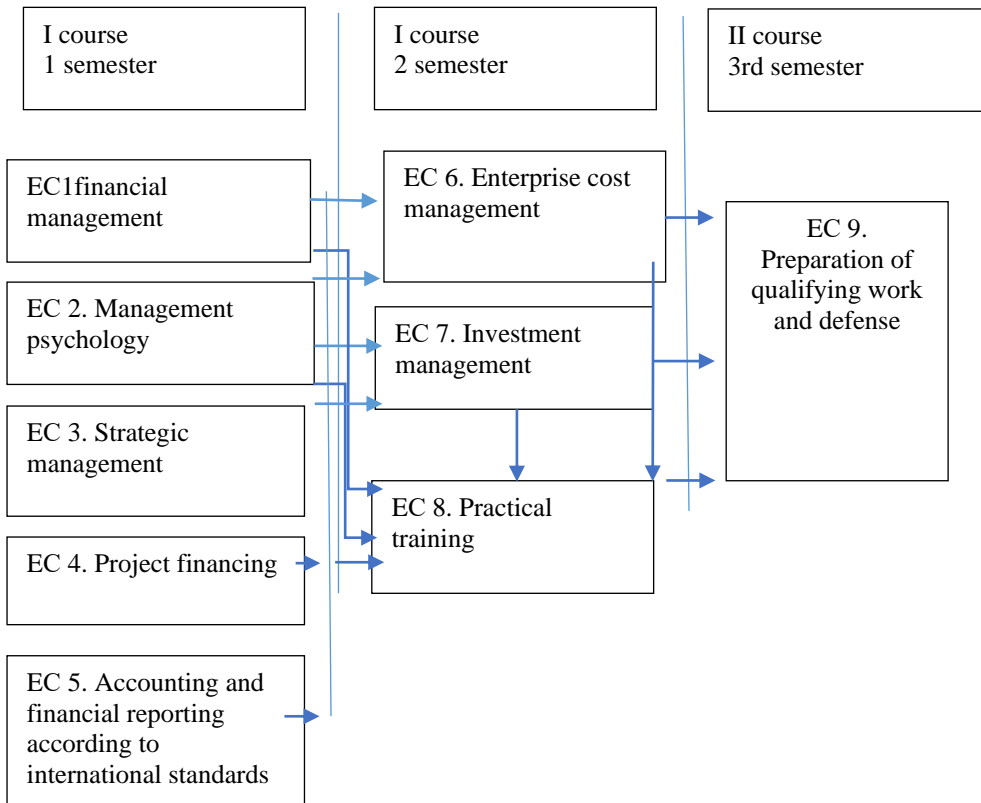 I course
1 semester
I course
2 semester
II course
3rd semester
EC1financial
management
EC 2. Management
psychology
EC 3. Strategic
management
EC 4. Project financing
EC 5. Accounting and
financial reporting
according to
international standards
EC 6. Enterprise cost
management
EC 7. Investment
management
EC 8. Practical
training
EC 9.
Preparation of
qualifying work
and defense